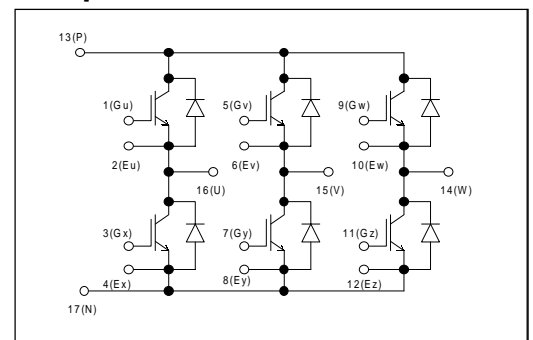 13(P)
1(Gu) 5(Gv) 9(Gw)
2(Eu) 6(Ev) 10(Ew)
16(U) 15(V) 14(W)
3(Gx) 7(Gy) 11(Gz)
4(Ex) 8(Ey) 12(Ez)
17(N)